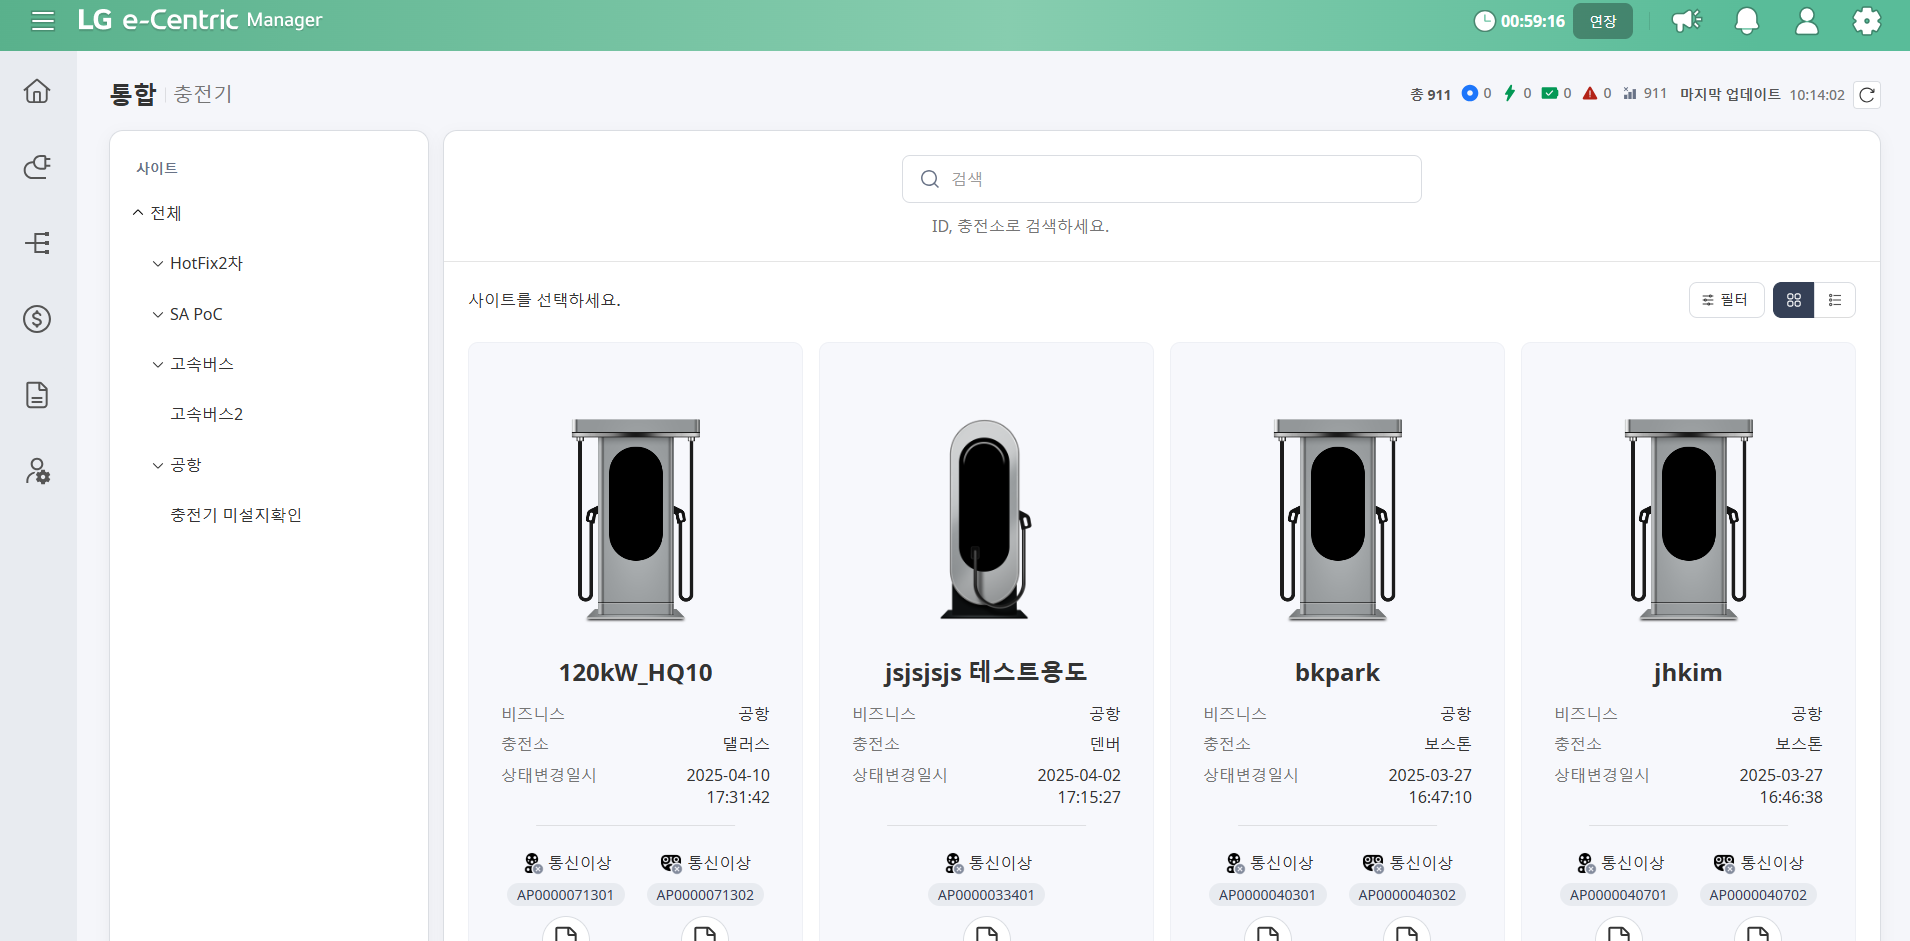 LG e-Centric Manager
00:59:16 연장
통합 충전기
총 911 0 0 0 0 911 마지막 업데이트 10:14:02
사이트
전체
HotFix2차
SA PoC
고속버스
고속버스2
공항
충전기 미설지확인
검색
ID, 충전소로 검색하세요.
사이트를 선택하세요.
필터
120kW_HQ10
비즈니스 공항
충전소 댈러스
상태변경일시 2025-04-10
17:31:42
통신이상 통신이상
AP0000071301 AP0000071302
jsjsjsjs 테스트용도
비즈니스 공항
충전소 덴버
상태변경일시 2025-04-02
17:15:27
통신이상
AP0000033401
bkpark
비즈니스 공항
충전소 보스톤
상태변경일시 2025-03-27
16:47:10
통신이상 통신이상
AP0000040301 AP0000040302
jhkim
비즈니스 공항
충전소 보스톤
상태변경일시 2025-03-27
16:46:38
통신이상 통신이상
AP0000040701 AP0000040702